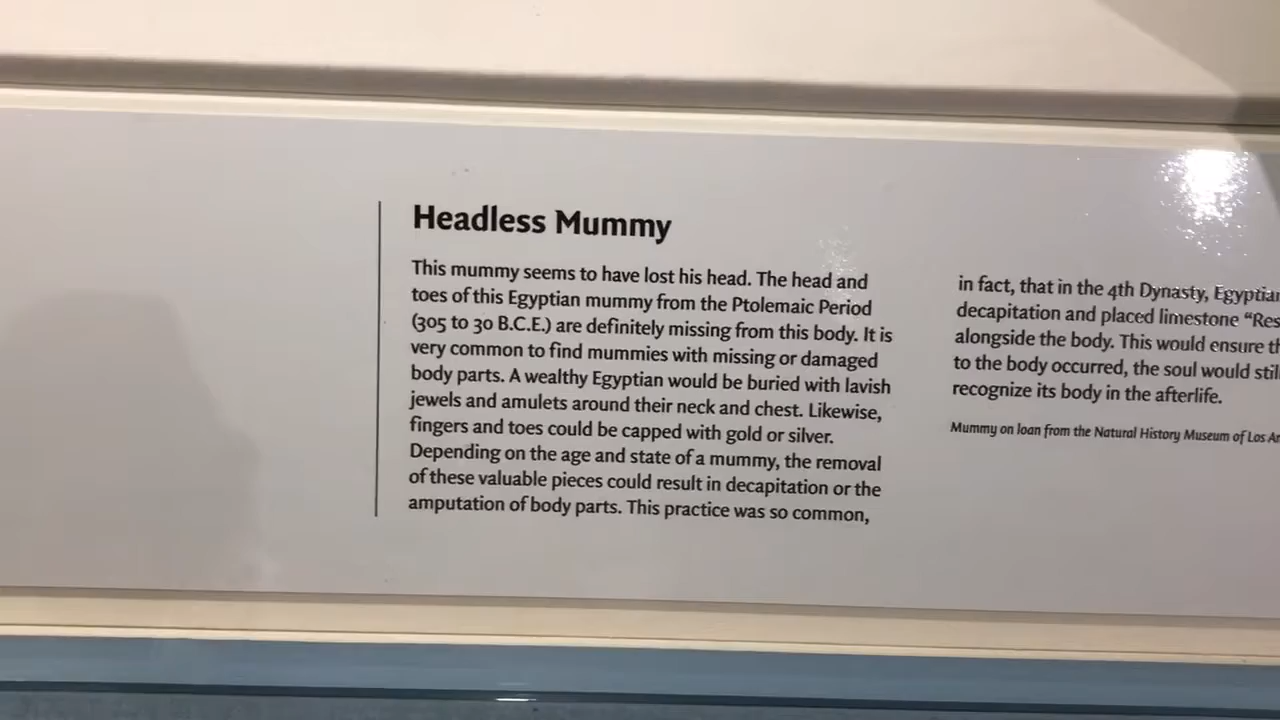 Headless Mummy
This mummy seems to have lost his head. The head and
toes of this Egyptian mummy from the Ptolemaic Period
(305 to 30 B.C.E.) are definitely missing from this body. It is
very common to find mummies with missing or damaged
body parts. A wealthy Egyptian would be buried with lavish
jewels and amulets around their neck and chest. Likewise,
fingers and toes could be capped with gold or silver.
Depending on the age and state of a mummy, the removal
of these valuable pieces could result in decapitation or the
amputation of body parts. This practice was so common,
in fact, that in the 4th Dynasty,
decapitation and placed limestone
alongside the body. This would ensure
to the body occurred, the soul would
recognize its body in the afterlife.
Mummy on loan from the Natural History Museum of Los